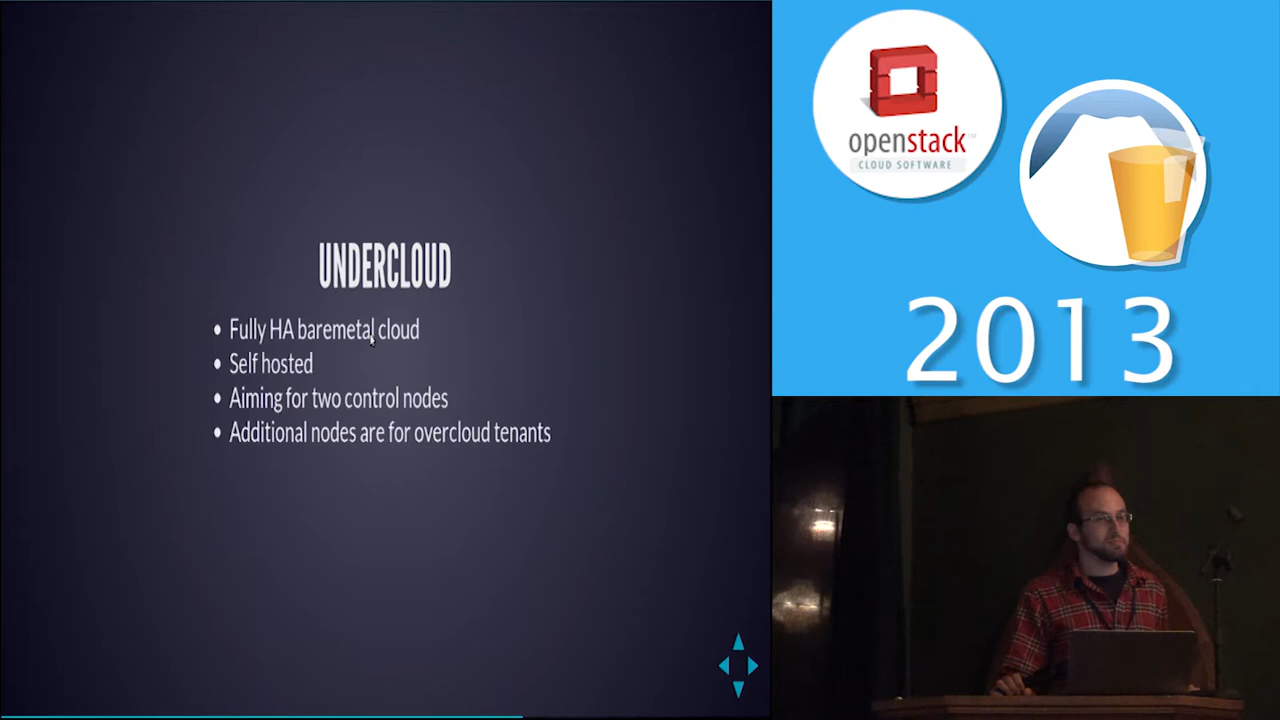 UNDERCLOUD
• Fully HA baremetal cloud
• Self hosted
• Aiming for two control nodes
• Additional nodes are for overcloud tenants
openstack™
CLOUD SOFTWARE
2013